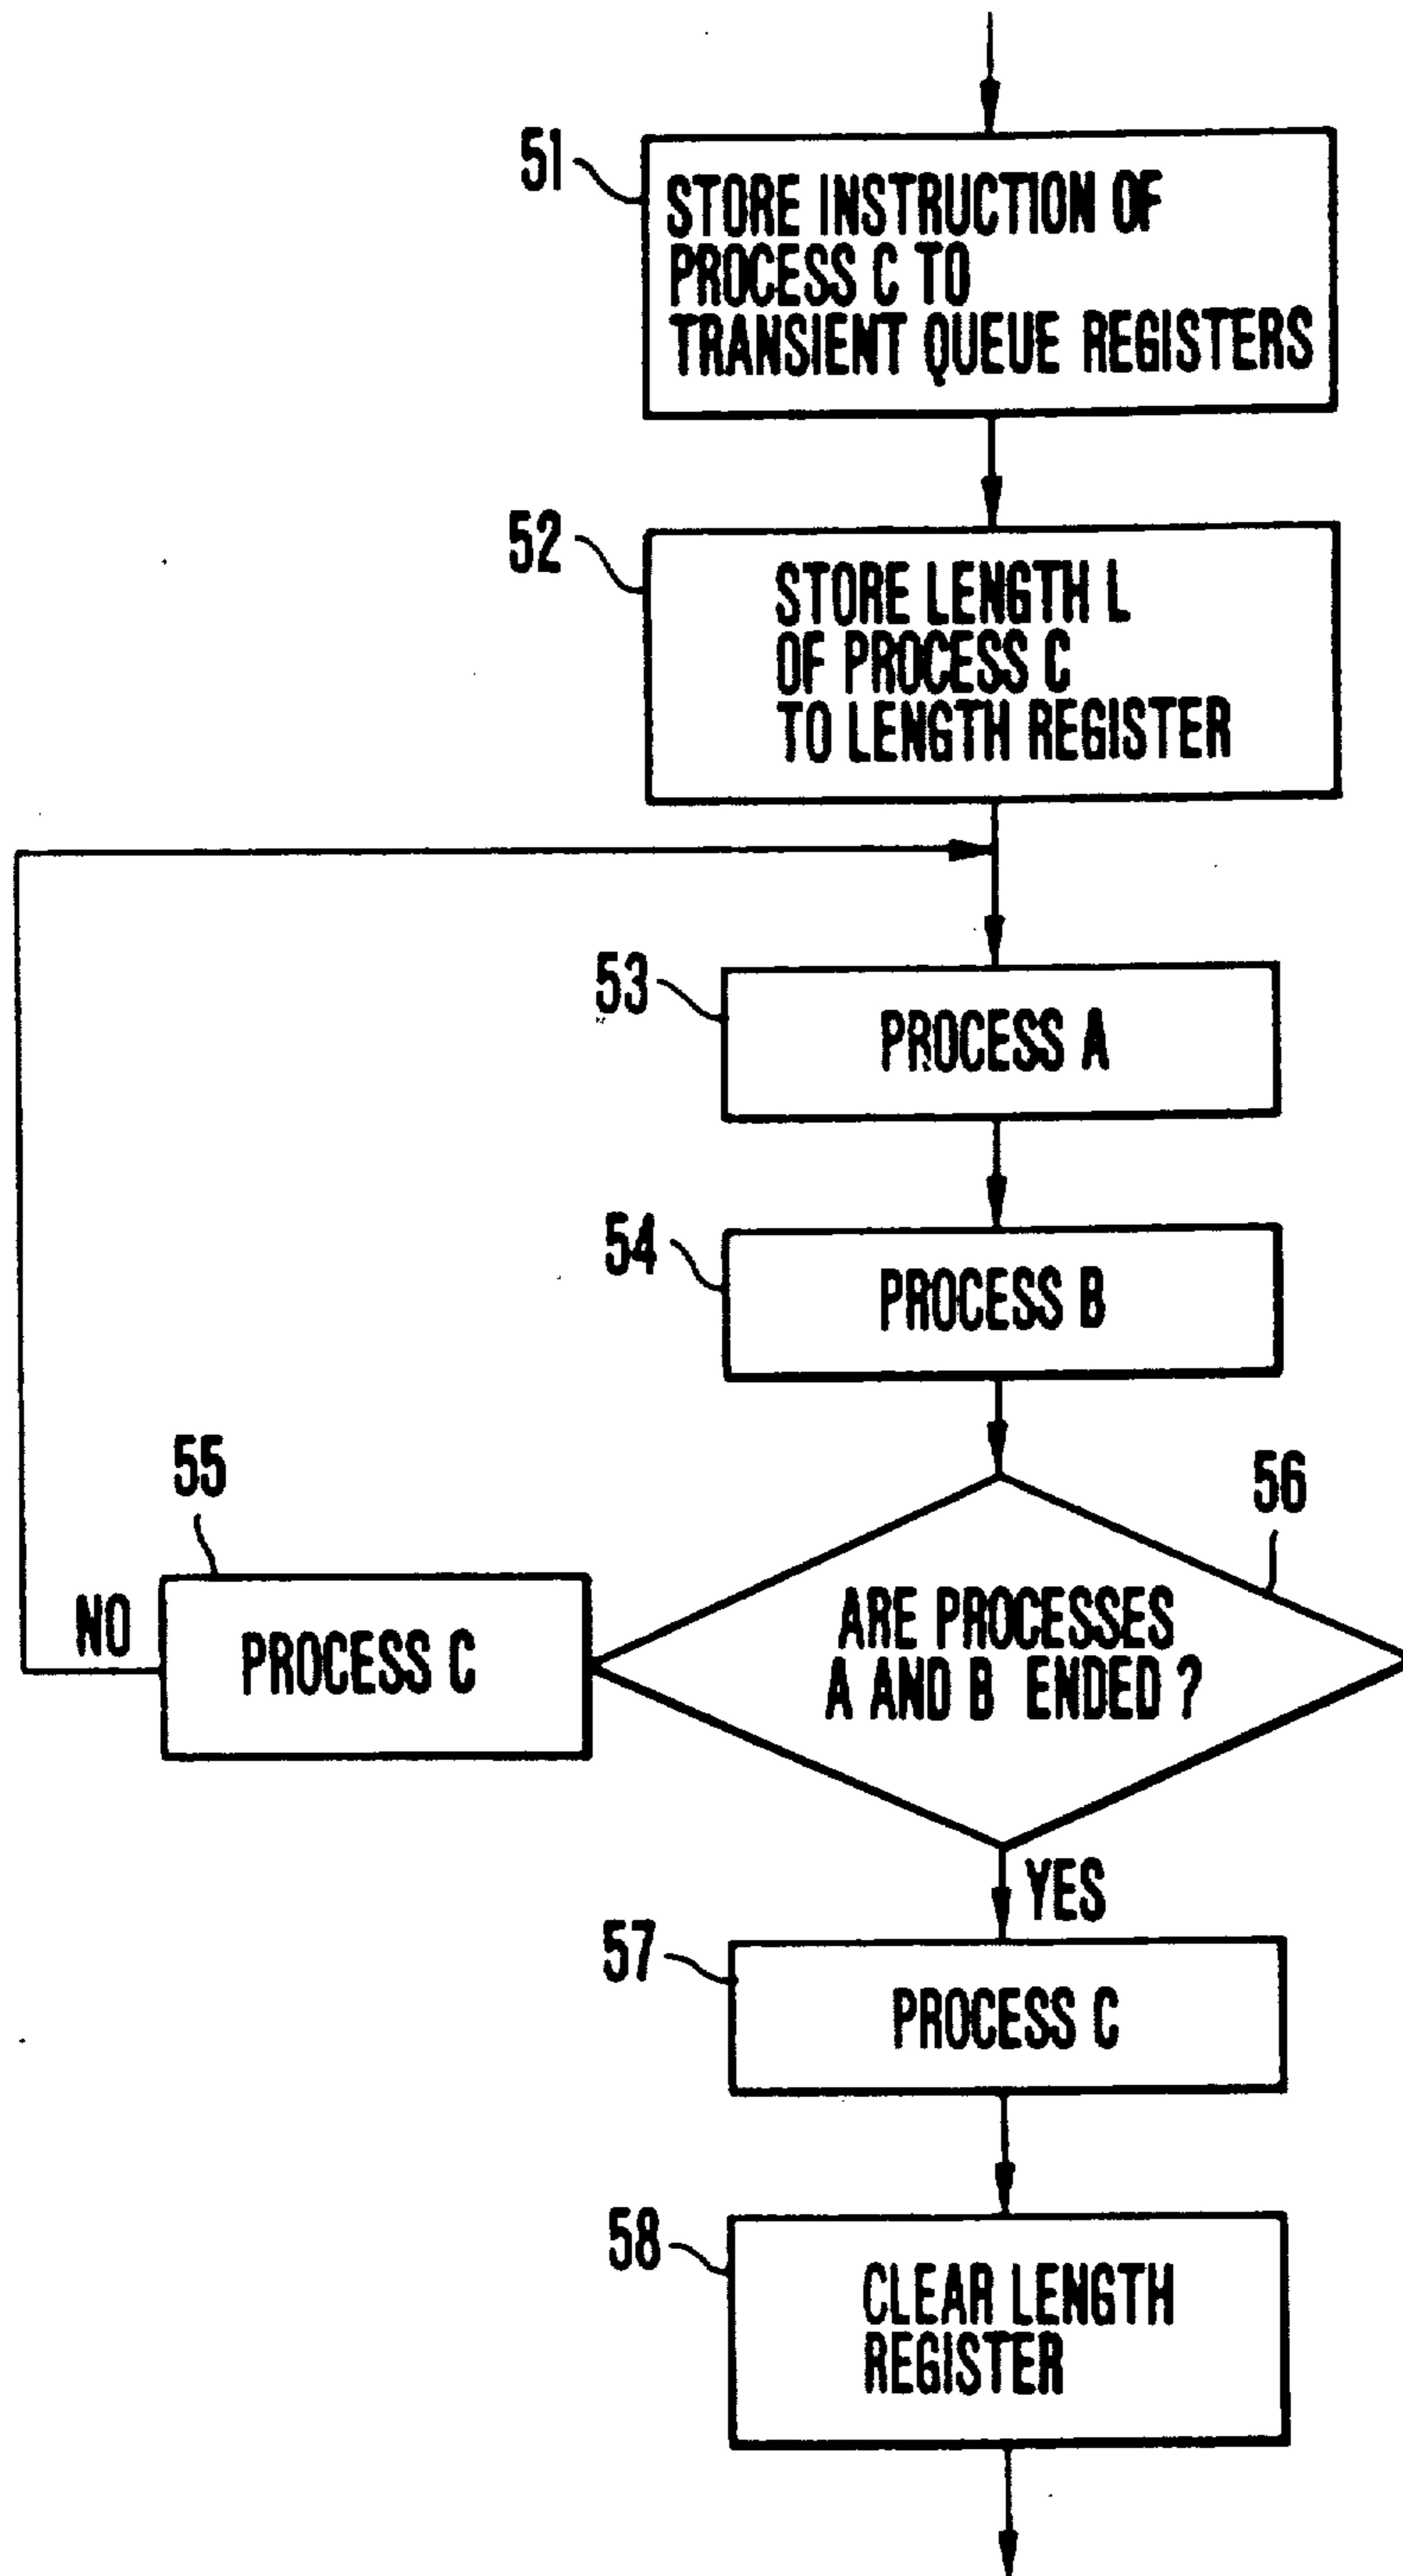 51
STORE INSTRUCTION OF
PROCESS C TO
TRANSIENT QUEUE REGISTERS
52
STORE LENGTH L
OF PROCESS C
TO LENGTH REGISTER
53
PROCESS A
54
PROCESS B
55
NO
PROCESS C
56
ARE PROCESSES
A AND B ENDED ?
YES
57
PROCESS C
58
CLEAR LENGTH
REGISTER